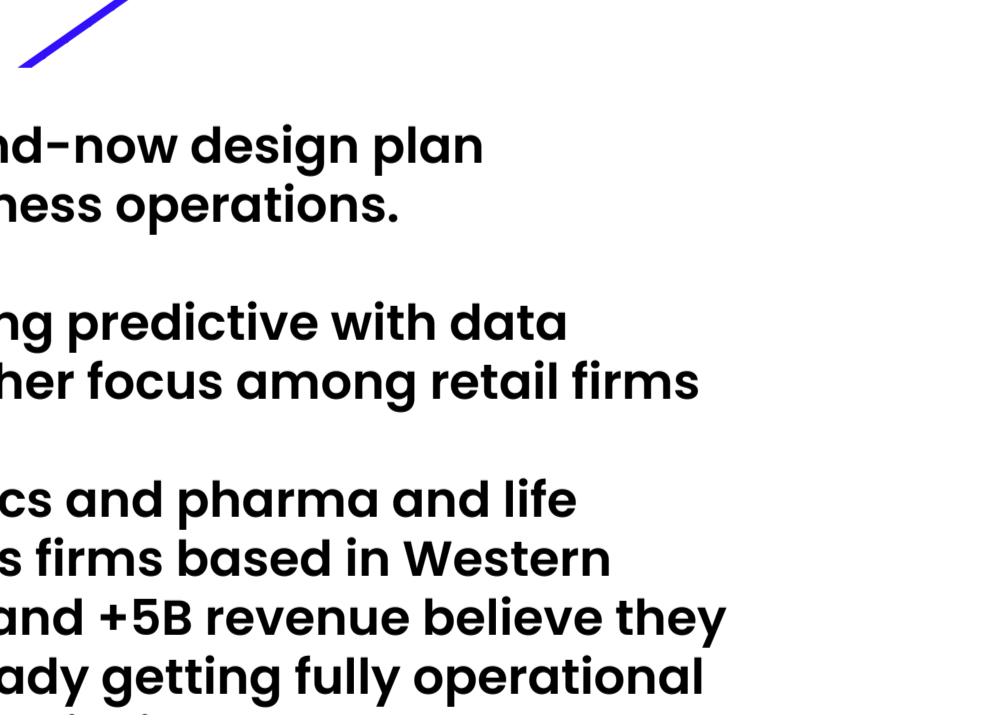 nd-now design plan
ness operations.
ng predictive with data
her focus among retail firms
cs and pharma and life
s firms based in Western
and +5B revenue believe they
ady getting fully operational